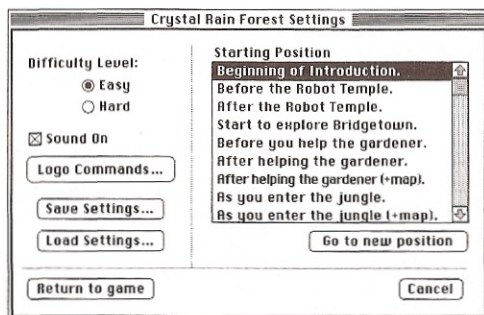 Crystal Rain Forest Settings
Difficulty Level:
Easy
Hard
Sound On
Logo Commands...
Save Settings...
Load Settings...
Starting Position
Beginning of Introduction.
Before the Robot Temple.
After the Robot Temple.
Start to explore Bridgetown.
Before you help the gardener.
After helping the gardener.
After helping the gardener (+map).
As you enter the jungle.
As you enter the jungle (+map).
Go to new position
Return to game
Cancel